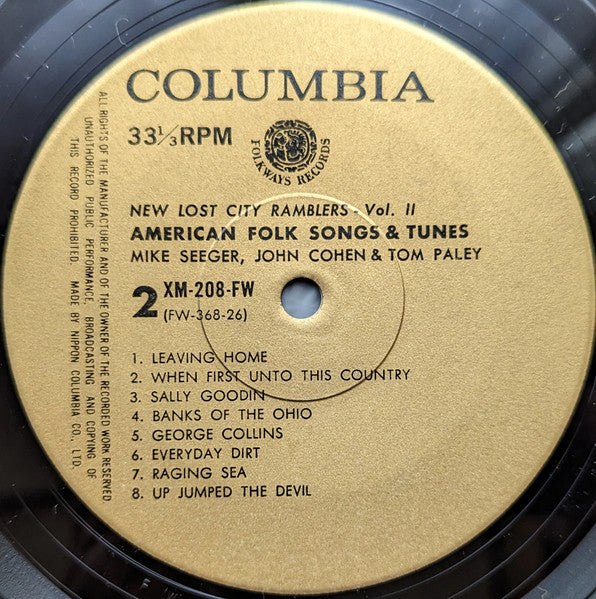 COLUMBIA
33⅓RPM
FOLKWAYS RECORDS
NEW LOST CITY RAMBLERS - Vol. II
AMERICAN FOLK SONGS & TUNES
MIKE SEEGER, JOHN COHEN & TOM PALEY
2
XM-208-FW
(FW-368-26)
1. LEAVING HOME
2. WHEN FIRST UNTO THIS COUNTRY
3. SALLY GOODIN
4. BANKS OF THE OHIO
5. GEORGE COLLINS
6. EVERYDAY DIRT
7. RAGING SEA
8. UP JUMPED THE DEVIL
ALL RIGHTS OF THE MANUFACTURER AND OF THE OWNER OF THE RECORDED WORK RESERVED
UNAUTHORIZED PUBLIC PERFORMANCE, BROADCASTING AND COPYING OF
THIS RECORD PROHIBITED. MADE BY NIPPON COLUMBIA CO., LTD.